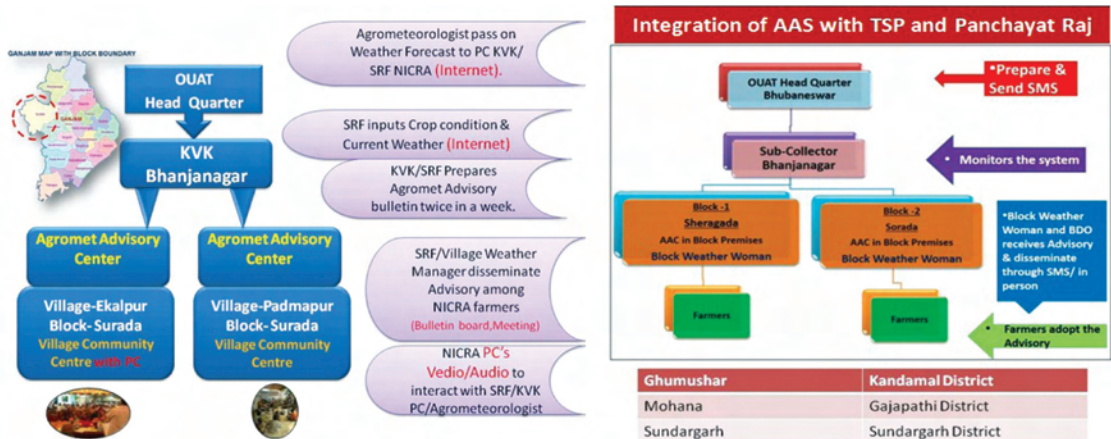 GANJAM MAP WITH BLOCK BOUNDARY
GANJAM
OUAT
Head Quarter
KVK
Bhanjanagar
Agromet Advisory
Center
Village-Ekalpur
Block- Surada
Village Community
Centre with PC
Agromet Advisory
Center
Village-Padmapur
Block- Surada
Village Community
Centre
Agrometeorologist pass on
Weather Forecast to PC KVK/
SRF NICRA (Internet).
SRF inputs Crop condition &
Current Weather (Internet)
KVK/SRF Prepares
Agromet Advisory
bulletin twice in a week.
SRF/Village Weather
Manager disseminate
Advisory among
NICRA farmers
(Bulletin board,Meeting)
NICRA PC's
Vedio/Audio to
interact with SRF/KVK
PC/Agrometeorologist
Integration of AAS with TSP and Panchayat Raj
OUAT Head Quarter
Bhubaneswar
•Prepare &
Send SMS
Sub-Collector
Bhanjanagar
• Monitors the system
Block -1
Sheragada
AAC in Block Premises
Block Weather Woman
Block -2
Sorada
AAC in Block Premises
Block Weather Woman
•Block Weather
Woman and BDO
receives Advisory
& disseminate
through SMS/ in
person
Farmers
Farmers
• Farmers adopt the
Advisory
Ghumushar Kandamal District
Mohana Gajapathi District
Sundargarh Sundargarh District